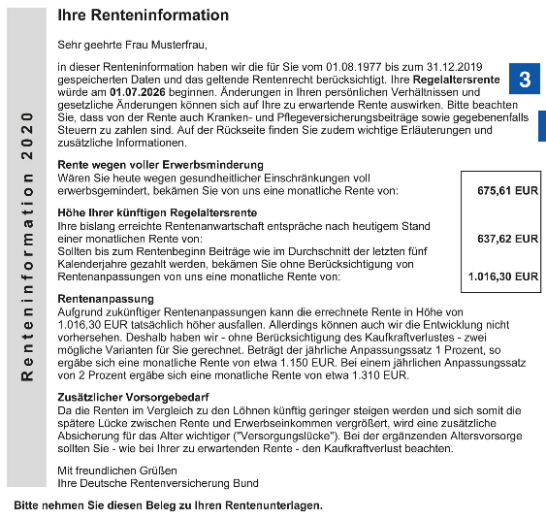 Ihre Renteninformation
Sehr geehrte Frau Musterfrau,
in dieser Renteninformation haben wir die für Sie vom 01.08.1977 bis zum 31.12.2019
gespeicherten Daten und das geltende Rentenrecht berücksichtigt. Ihre Regelaltersrente
würde am 01.07.2026 beginnen. Änderungen in Ihren persönlichen Verhältnissen und
gesetzliche Änderungen können sich auf Ihre zu erwartende Rente auswirken. Bitte beachten
Sie, dass von der Rente auch Kranken- und Pflegeversicherungsbeiträge sowie gegebenenfalls
Steuern zu zahlen sind. Auf der Rückseite finden Sie zudem wichtige Erläuterungen und
zusätzliche Informationen.
3
Renteninformation 2020
Rente wegen voller Erwerbsminderung
Wären Sie heute wegen gesundheitlicher Einschränkungen voll
erwerbsgemindert, bekämen Sie von uns eine monatliche Rente von: 675,61 EUR
Höhe Ihrer künftigen Regelaltersrente
Ihre bislang erreichte Rentenanwartschaft entspräche nach heutigem Stand
einer monatlichen Rente von: 637,62 EUR
Sollten bis zum Rentenbeginn Beiträge wie im Durchschnitt der letzten fünf
Kalenderjahre gezahlt werden, bekämen Sie ohne Berücksichtigung von
Rentenanpassungen von uns eine monatliche Rente von: 1.016,30 EUR
Rentenanpassung
Aufgrund zukünftiger Rentenanpassungen kann die errechnete Rente in Höhe von
1.016,30 EUR tatsächlich höher ausfallen. Allerdings können auch wir die Entwicklung nicht
vorhersehen. Deshalb haben wir - ohne Berücksichtigung des Kaufkraftverlustes - zwei
mögliche Varianten für Sie gerechnet. Beträgt der jährliche Anpassungssatz 1 Prozent, so
ergäbe sich eine monatliche Rente von etwa 1.150 EUR. Bei einem jährlichen Anpassungssatz
von 2 Prozent ergäbe sich eine monatliche Rente von etwa 1.310 EUR.
Zusätzlicher Vorsorgebedarf
Da die Renten im Vergleich zu den Löhnen künftig geringer steigen werden und sich somit die
spätere Lücke zwischen Rente und Erwerbseinkommen vergrößert, wird eine zusätzliche
Absicherung für das Alter wichtiger ("Versorgungslücke"). Bei der ergänzenden Altersvorsorge
sollten Sie - wie bei Ihrer zu erwartenden Rente - den Kaufkraftverlust beachten.
Mit freundlichen Grüßen
Ihre Deutsche Rentenversicherung Bund
Bitte nehmen Sie diesen Beleg zu Ihren Rentenunterlagen.